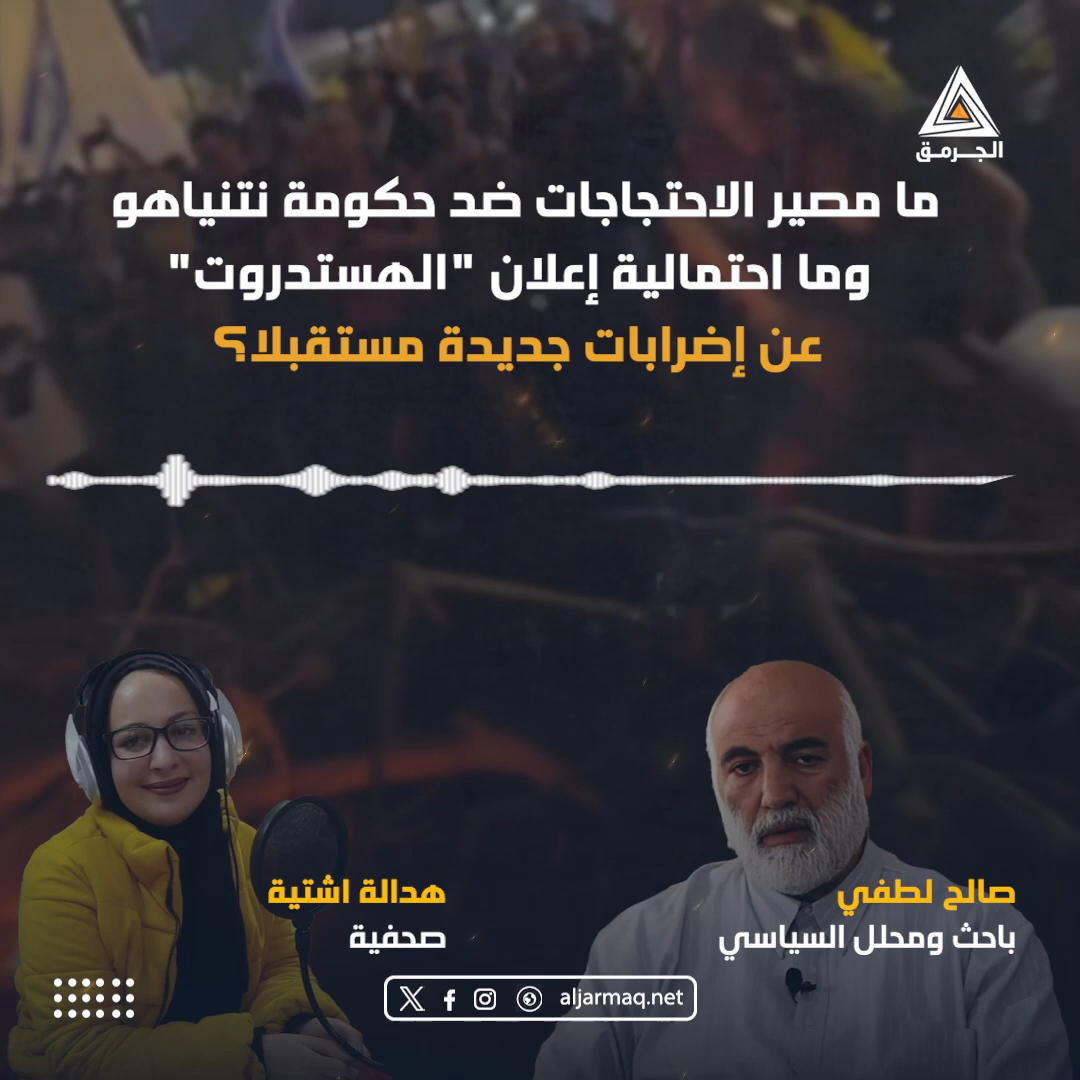 الجرمق
ما مصير الاحتجاجات ضد حكومة نتنياهو
وما احتمالية إعلان "الهستدروت"
عن إضرابات جديدة مستقبلا؟
صالح لطفي
باحث ومحلل السياسي
هدالة اشتية
صحفية
aljarmaq.net